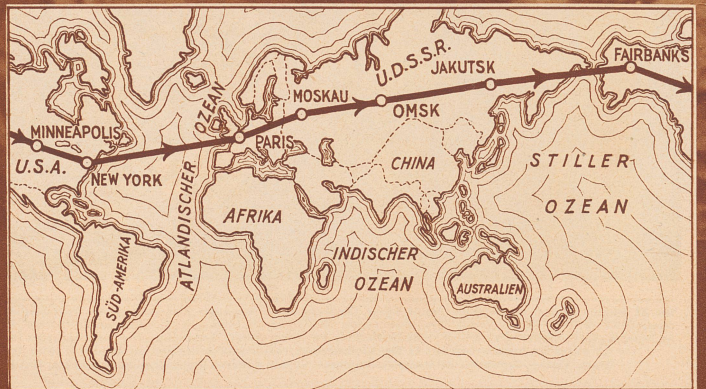 FAIRBANKS
U.D.S.S.R.
JAKUTSK
MOSKAU
OMSK
MINNEAPOLIS
PARIS
U.S.A.
NEW YORK
ATLANDISCHER OZEAN
CHINA
STILLER
OZEAN
AFRIKA
SÜD-AMERIKA
INDISCHER
OZEAN
AUSTRALIEN